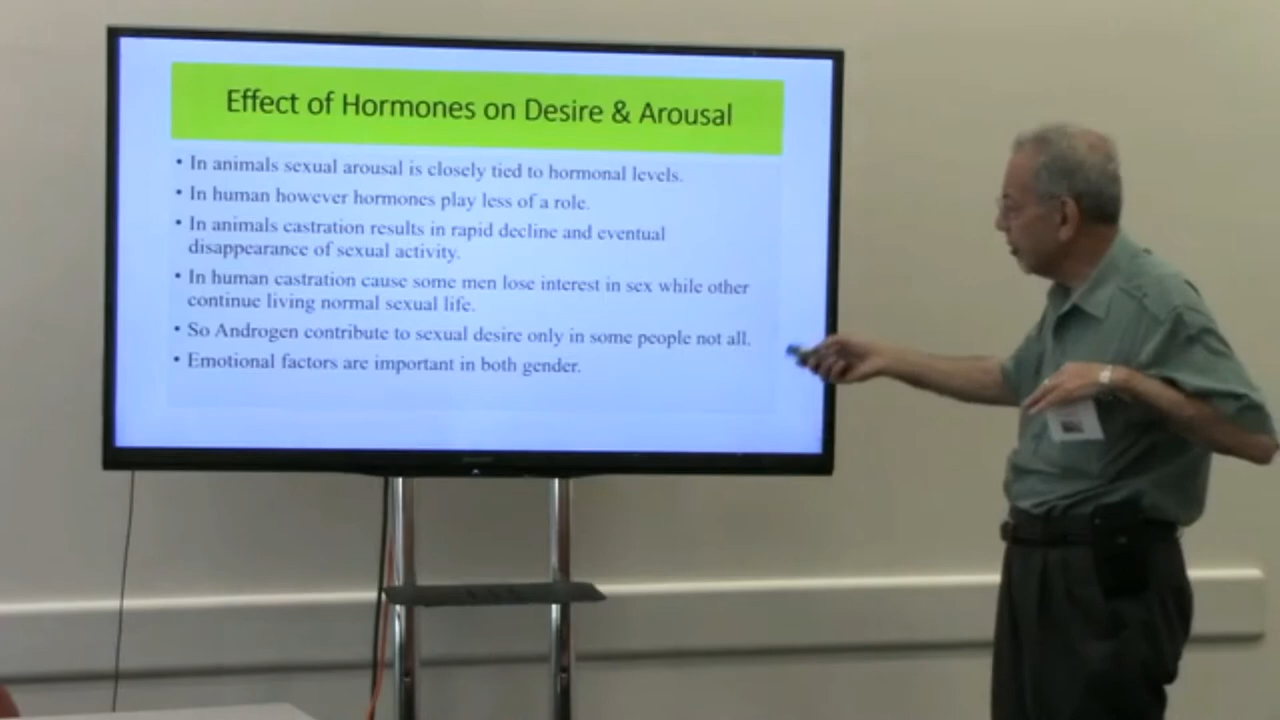 Effect of Hormones on Desire & Arousal
• In animals sexual arousal is closely tied to hormonal levels.
• In human however hormones play less of a role.
• In animals castration results in rapid decline and eventual
disappearance of sexual activity.
• In human castration cause some men lose interest in sex while other
continue living normal sexual life.
• So Androgen contribute to sexual desire only in some people not all.
• Emotional factors are important in both gender.